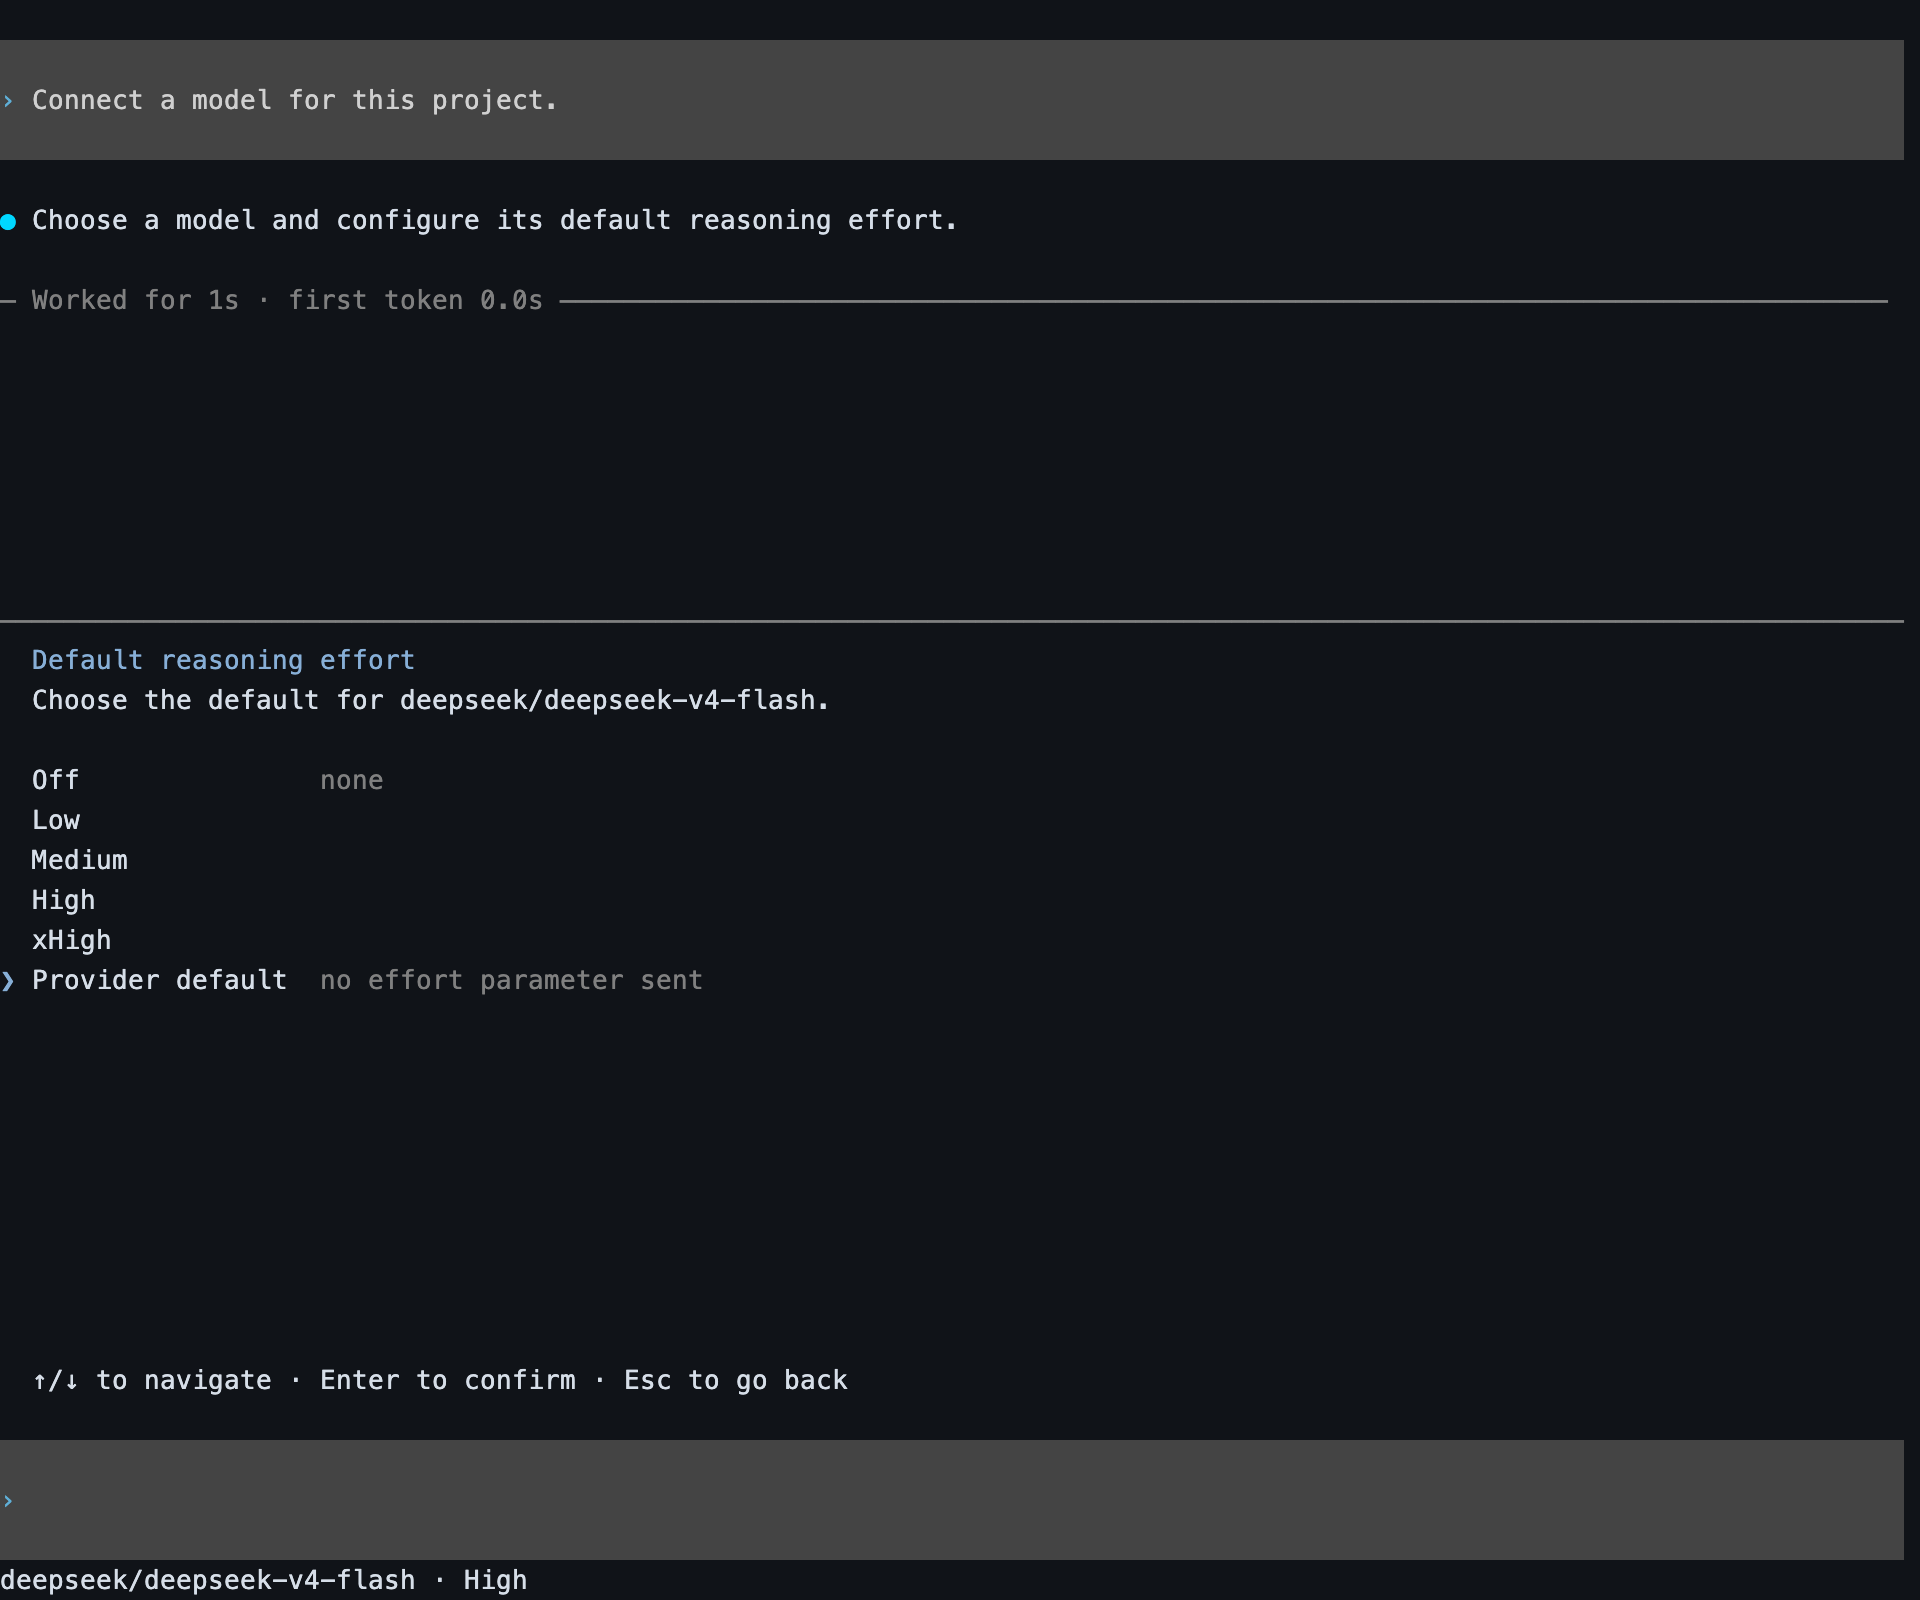 › Connect a model for this project.
● Choose a model and configure its default reasoning effort.
─ Worked for 1s · first token 0.0s ─
Default reasoning effort
Choose the default for deepseek/deepseek-v4-flash.
Off none
Low
Medium
High
xHigh
❯ Provider default no effort parameter sent
↑/↓ to navigate · Enter to confirm · Esc to go back
›
deepseek/deepseek-v4-flash · High